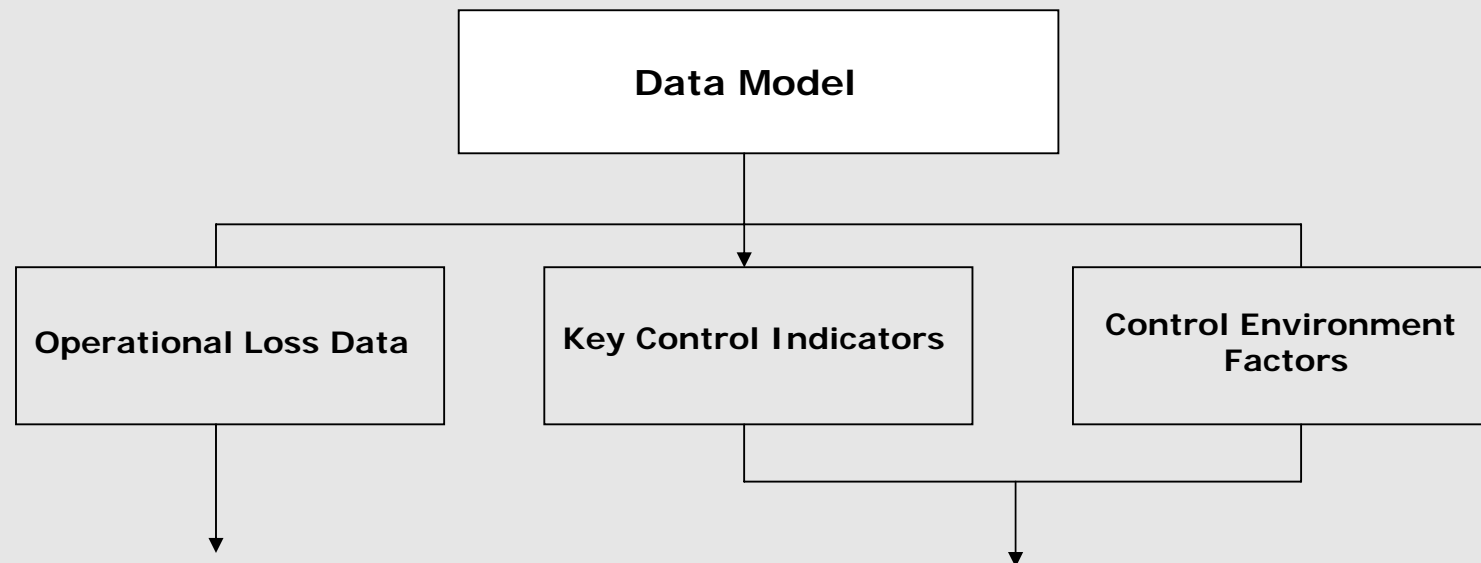 Data Model
Operational Loss Data
Key Control Indicators
Control Environment
Factors